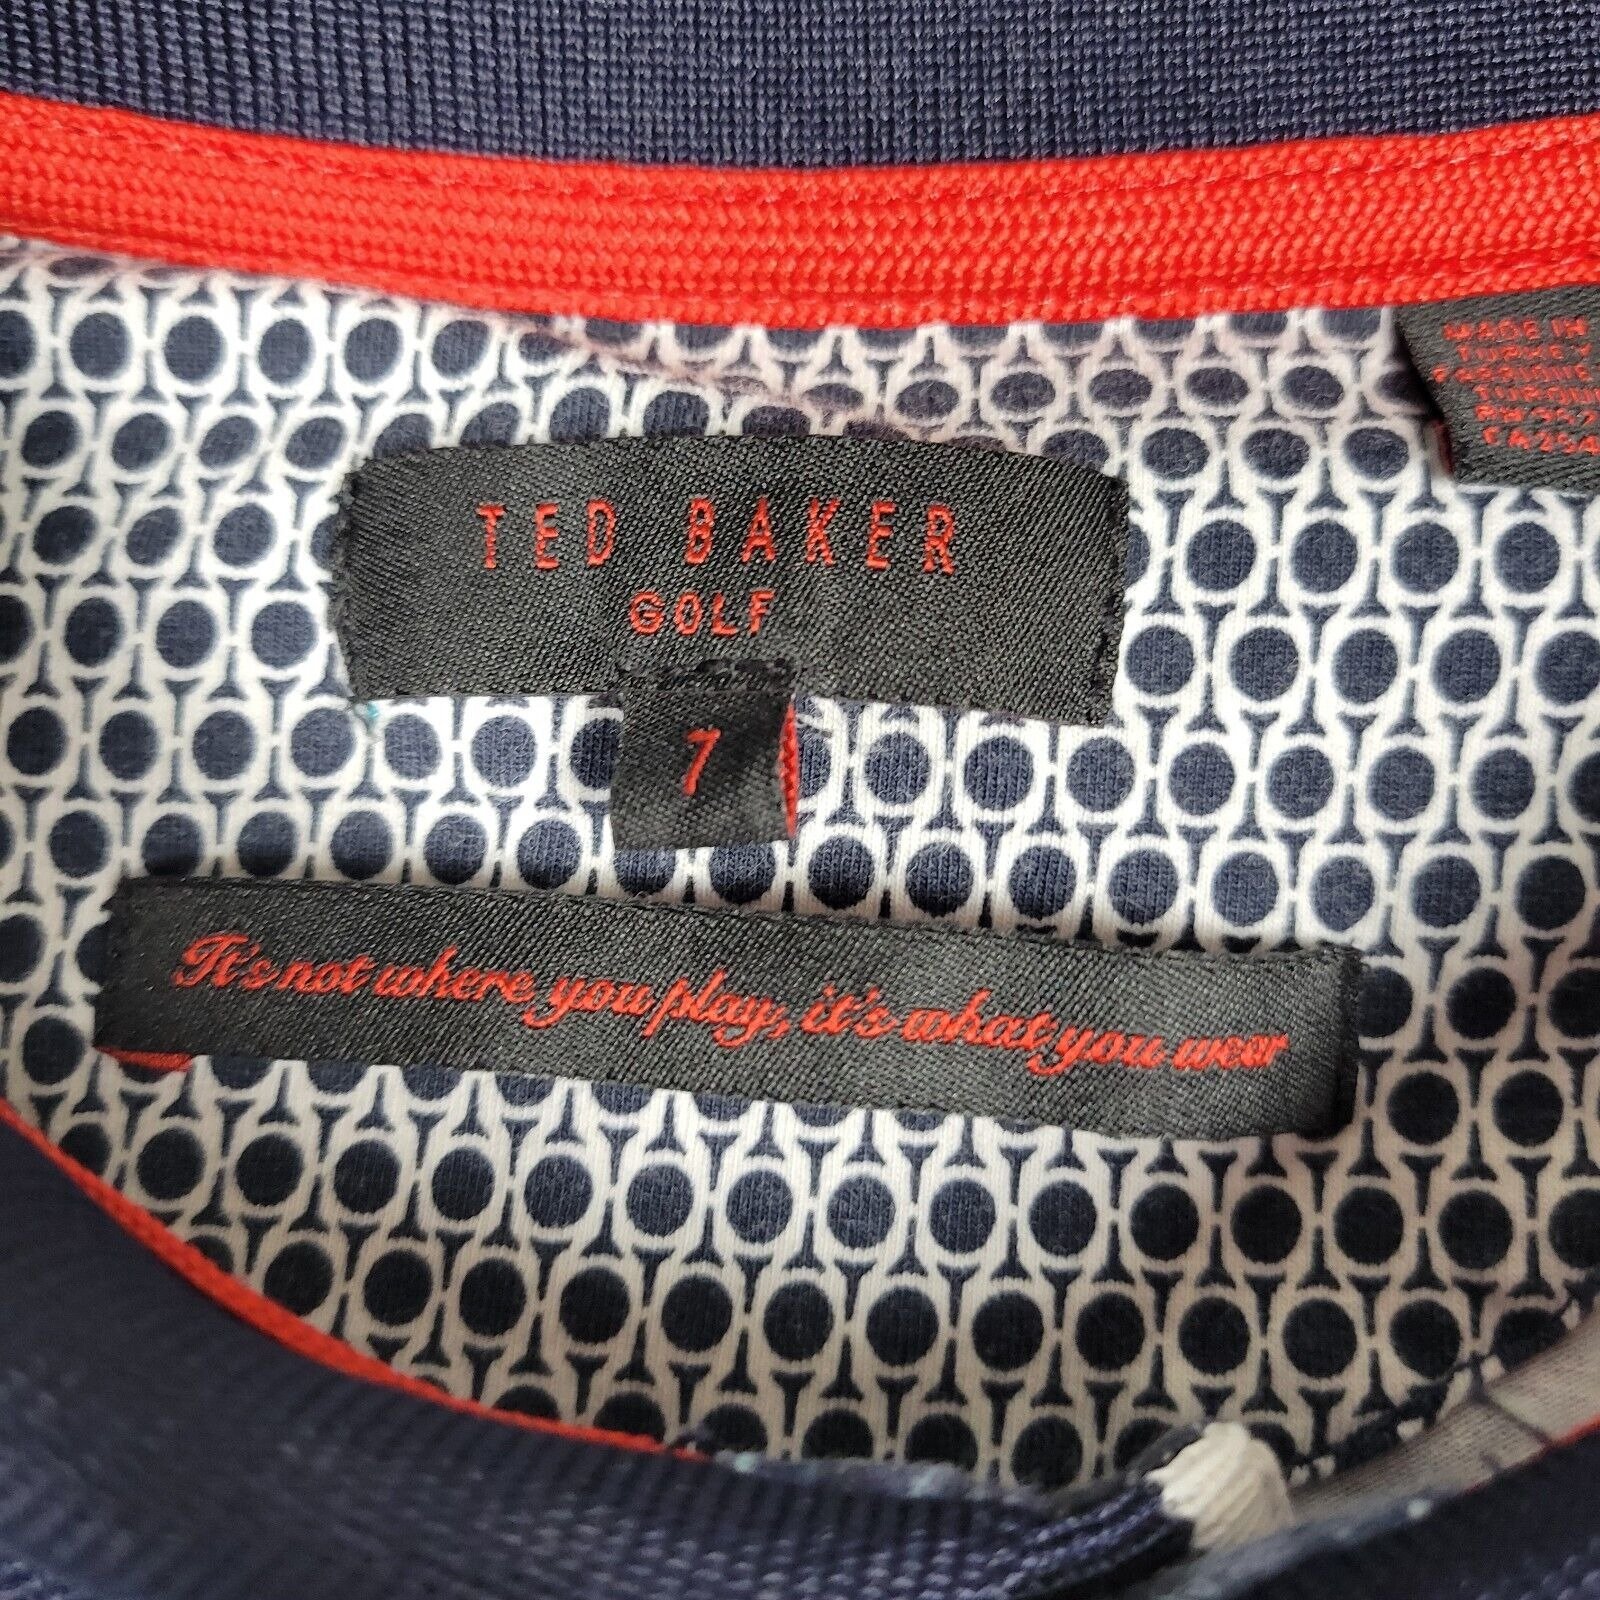 TED BAKER
GOLF
7
It's not where you play, it's what you wear
MADE IN
TURKEY